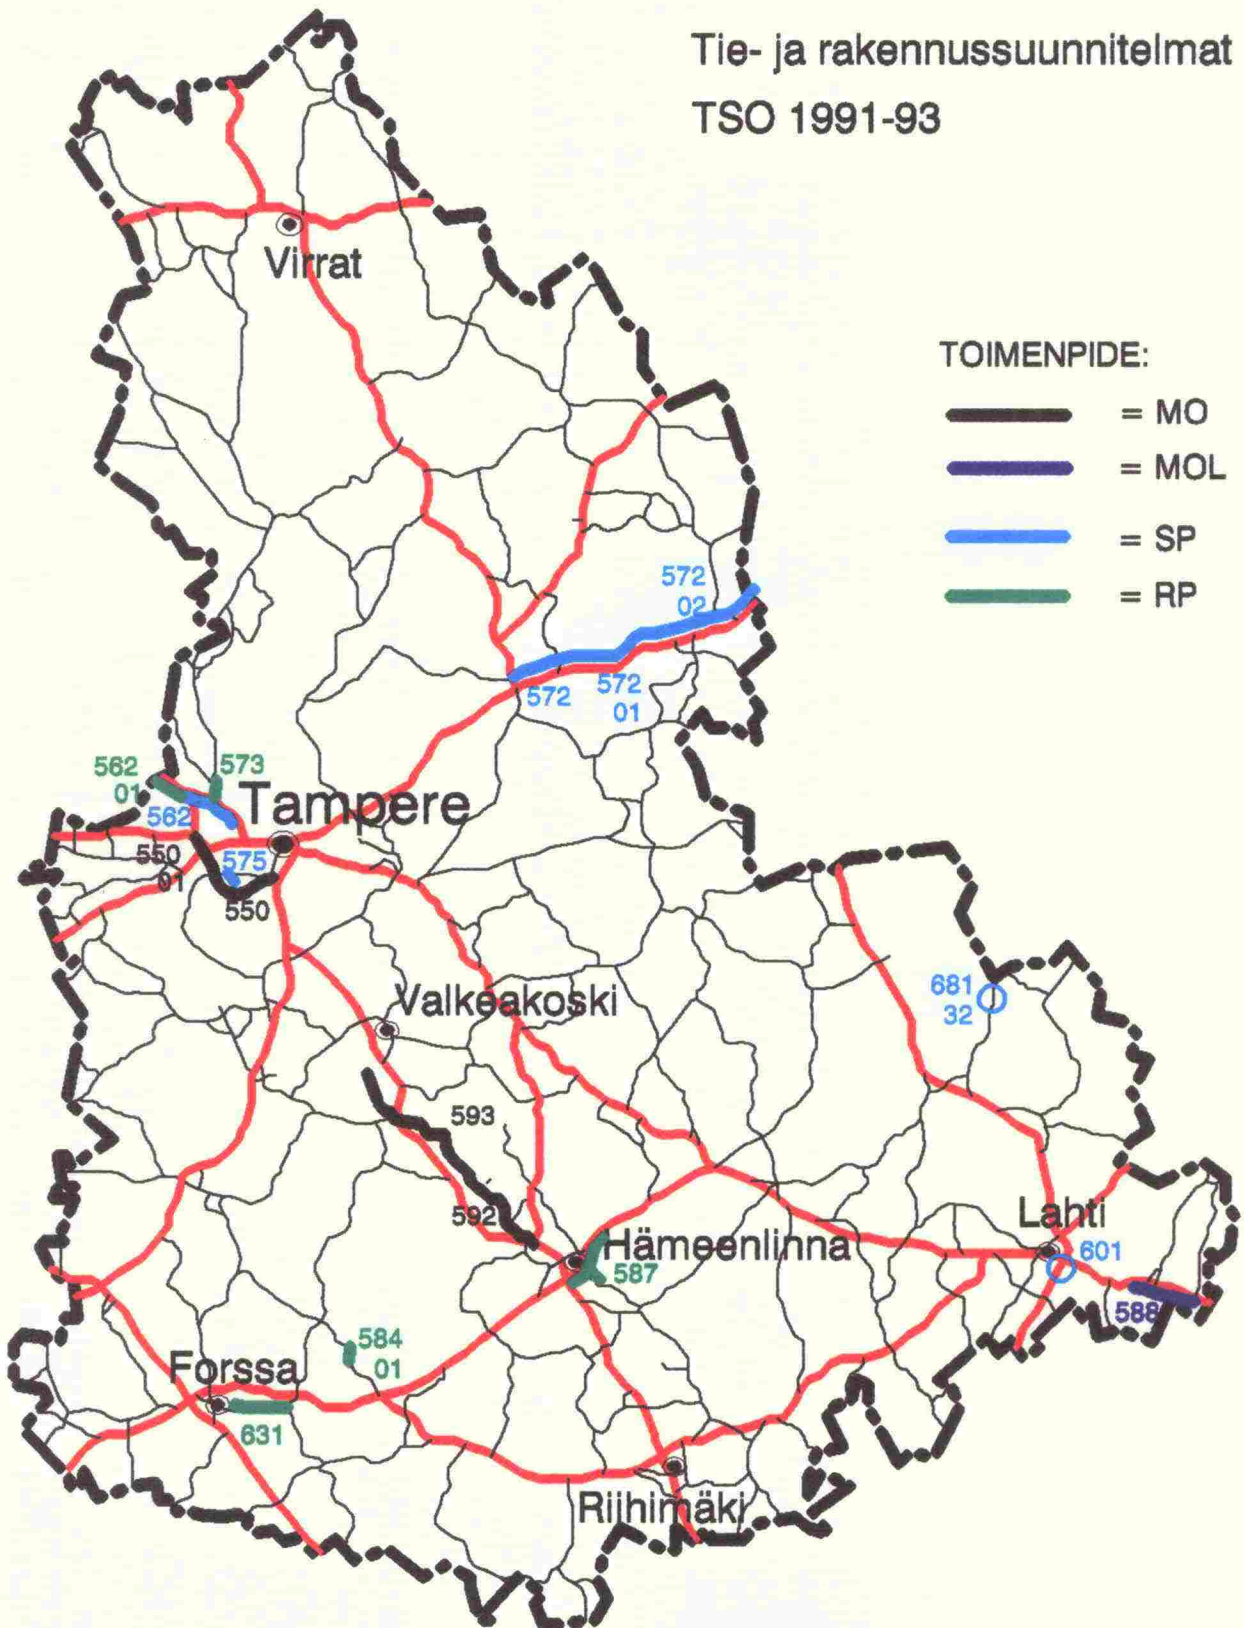 Tie- ja rakennussuunnitelmat
TSO 1991-93
Virrat
TOIMENPIDE:
= MO
= MOL
= SP
= RP
572
02
572
572
01
562
01
573
Tampere
562
550
01
575
550
Valkeakoski
681
32
593
592
Lahti
Hämeenlinna
601
587
588
584
01
Forssa
631
Riihimäki